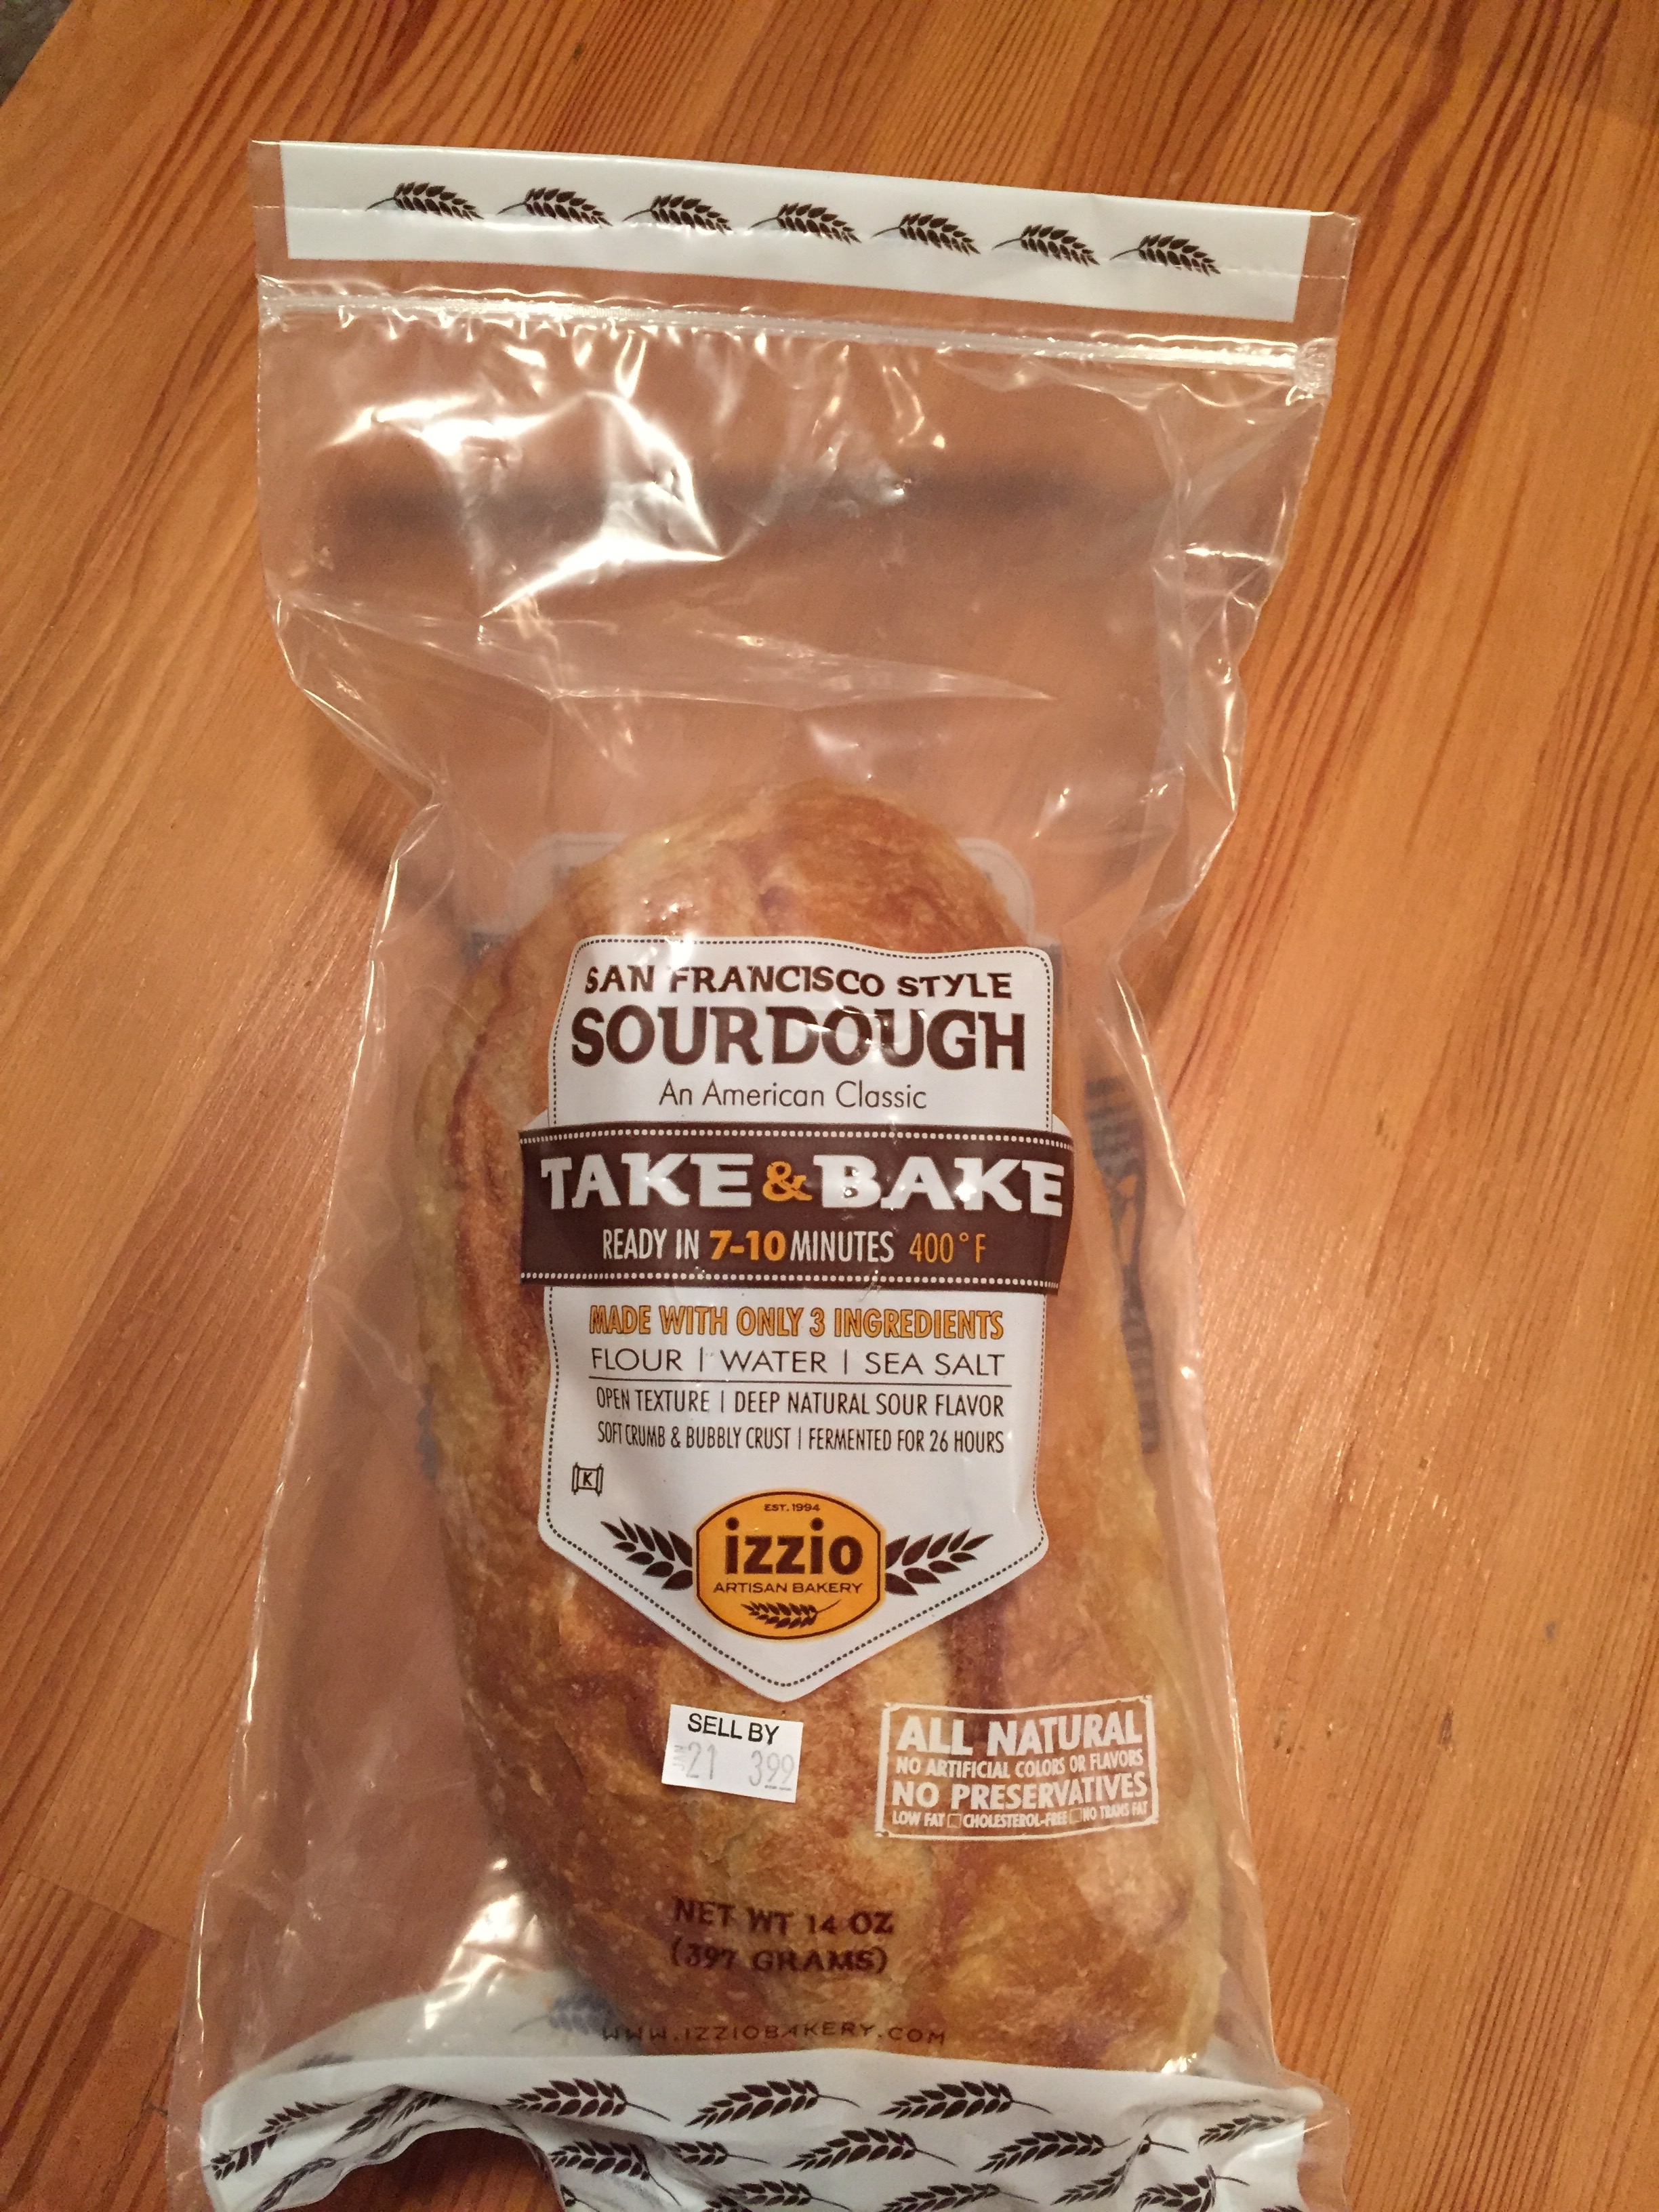 SAN FRANCISCO STYLE
SOURDOUGH
An American Classic
TAKE & BAKE
READY IN 7-10 MINUTES 400°F
MADE WITH ONLY 3 INGREDIENTS
FLOUR | WATER | SEA SALT
OPEN TEXTURE | DEEP NATURAL SOUR FLAVOR
SOFT CRUMB & BUBBLY CRUST | FERMENTED FOR 26 HOURS
K
EST. 1994
izzio
ARTISAN BAKERY
SELL BY
JAN 21 3.99
ALL NATURAL
NO ARTIFICIAL COLORS OR FLAVORS
NO PRESERVATIVES
LOW FAT CHOLESTEROL-FREE NO TRANS FAT
NET WT 14 OZ
(397 GRAMS)
WWW.IZZIOBAKERY.COM